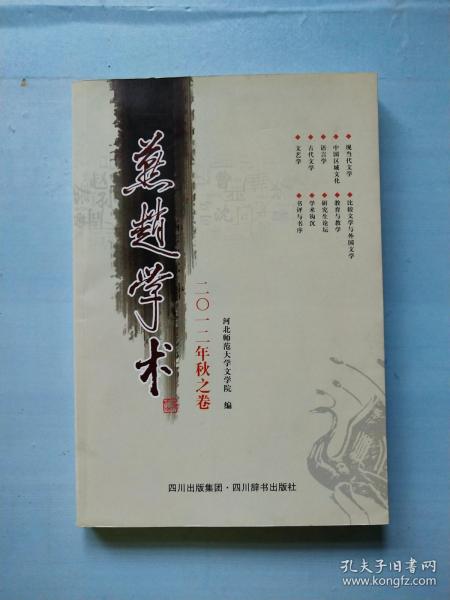 燕赵学术
二〇一二年秋之卷
河北师范大学文学院 编
◆ 现当代文学
◆ 中国区域文化
◆ 语言学
◆ 古代文学
◆ 文艺学
◆ 比较文学与外国文学
◆ 教育与教学
◆ 研究生论坛
◆ 学术钩沉
◆ 书评与书序
四川出版集团·四川辞书出版社
孔夫子旧书网
www.kongfz.com